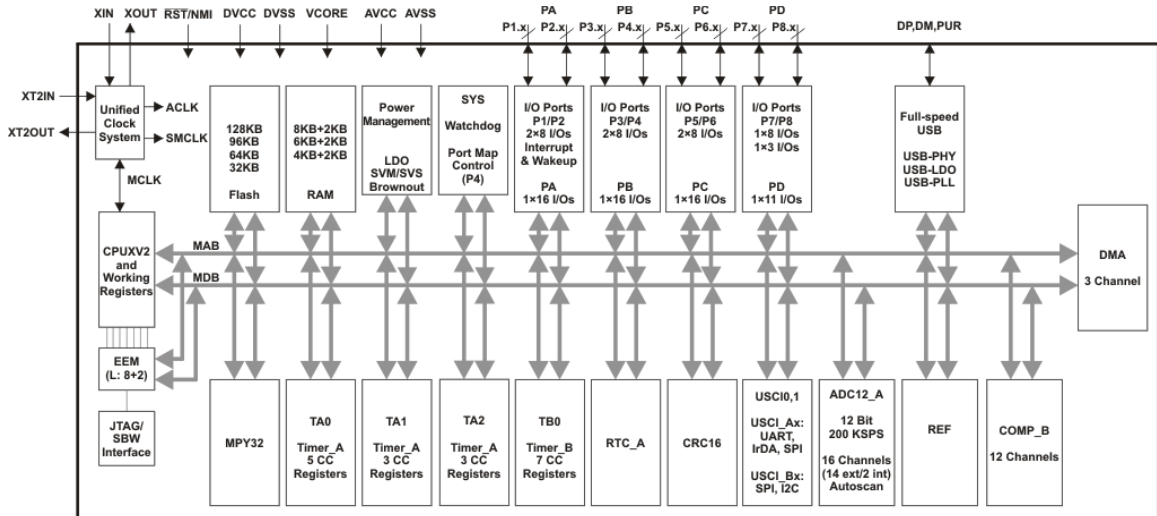 XIN XOUT RST/NMI DVCC DVSS VCORE AVCC AVSS PA PB PC PD
P1.x P2.x P3.x P4.x P5.x P6.x P7.x P8.x DP,DM,PUR
XT2IN
XT2OUT
Unified
Clock
System
ACLK
SMCLK
MCLK
128KB
96KB
64KB
32KB
Flash
8KB+2KB
6KB+2KB
4KB+2KB
RAM
Power
Management
LDO
SVM/SVS
Brownout
SYS
Watchdog
Port Map
Control
(P4)
I/O Ports
P1/P2
2×8 I/Os
Interrupt
& Wakeup
PA
1×16 I/Os
I/O Ports
P3/P4
2×8 I/Os
PB
1×16 I/Os
I/O Ports
P5/P6
2×8 I/Os
PC
1×16 I/Os
I/O Ports
P7/P8
1×8 I/Os
1×3 I/Os
PD
1×11 I/Os
Full-speed
USB
USB-PHY
USB-LDO
USB-PLL
CPUXV2
and
Working
Registers
MAB
MDB
DMA
3 Channel
EEM
(L: 8+2)
JTAG/
SBW
Interface
MPY32
TA0
Timer_A
5 CC
Registers
TA1
Timer_A
3 CC
Registers
TA2
Timer_A
3 CC
Registers
TB0
Timer_B
7 CC
Registers
RTC_A
CRC16
USCI0,1
USCI_Ax:
UART,
IrDA, SPI
USCI_Bx:
SPI, I2C
ADC12_A
12 Bit
200 KSPS
16 Channels
(14 ext/2 int)
Autoscan
REF
COMP_B
12 Channels